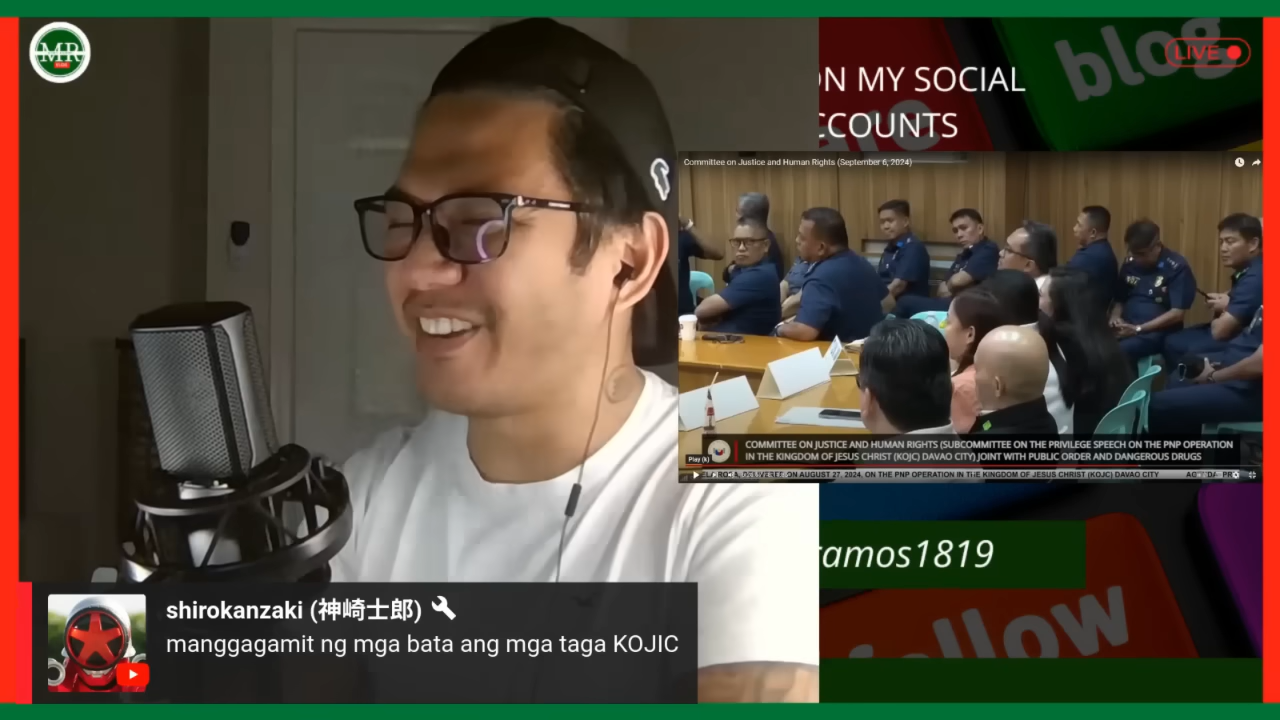 MR
blog
LIVE
ON MY SOCIAL
CCOUNTS
Committee on Justice and Human Rights (September 6, 2024)
COMMITTEE ON JUSTICE AND HUMAN RIGHTS (SUBCOMMITTEE ON THE PRIVILEGE SPEECH ON THE PNP OPERATION
IN THE KINGDOM OF JESUS CHRIST (KOJC) DAVAO CITY) JOINT WITH PUBLIC ORDER AND DANGEROUS DRUGS
Play (k)
DELIVERED ON AUGUST 27, 2024, ON THE PNP OPERATION IN THE KINGDOM OF JESUS CHRIST (KOJC) DAVAO CITY
ramos1819
follow
shirokanzaki (神崎士郎)
manggagamit ng mga bata ang mga taga KOJIC